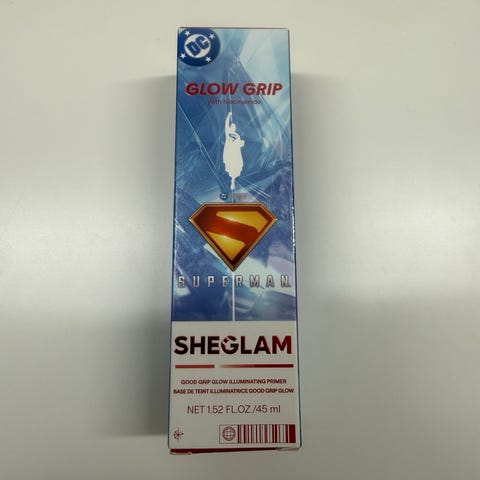 DC
GLOW GRIP
with Niacinamide
SUPERMAN
SHEGLAM
GOOD GRIP GLOW ILLUMINATING PRIMER
BASE DE TEINT ILLUMINATRICE GOOD GRIP GLOW
NET 1.52 FL.OZ./45 ml